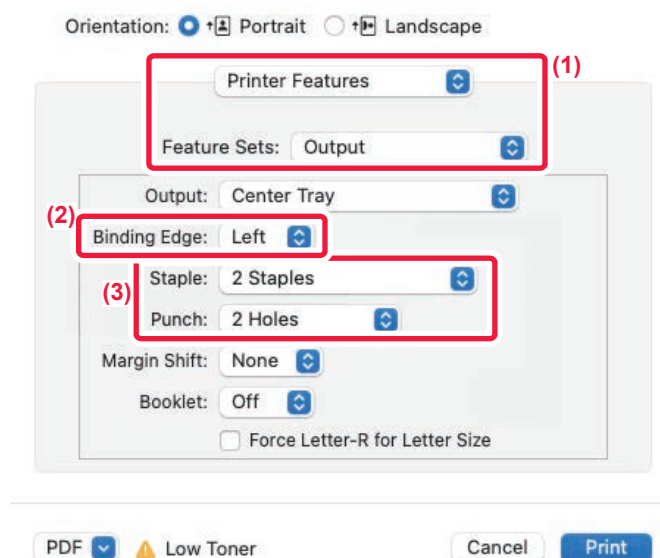 Orientation: Portrait Landscape
(1)
Printer Features
Feature Sets: Output
Output: Center Tray
(2)
Binding Edge: Left
(3)
Staple: 2 Staples
Punch: 2 Holes
Margin Shift: None
Booklet: Off
Force Letter-R for Letter Size
PDF Low Toner Cancel Print